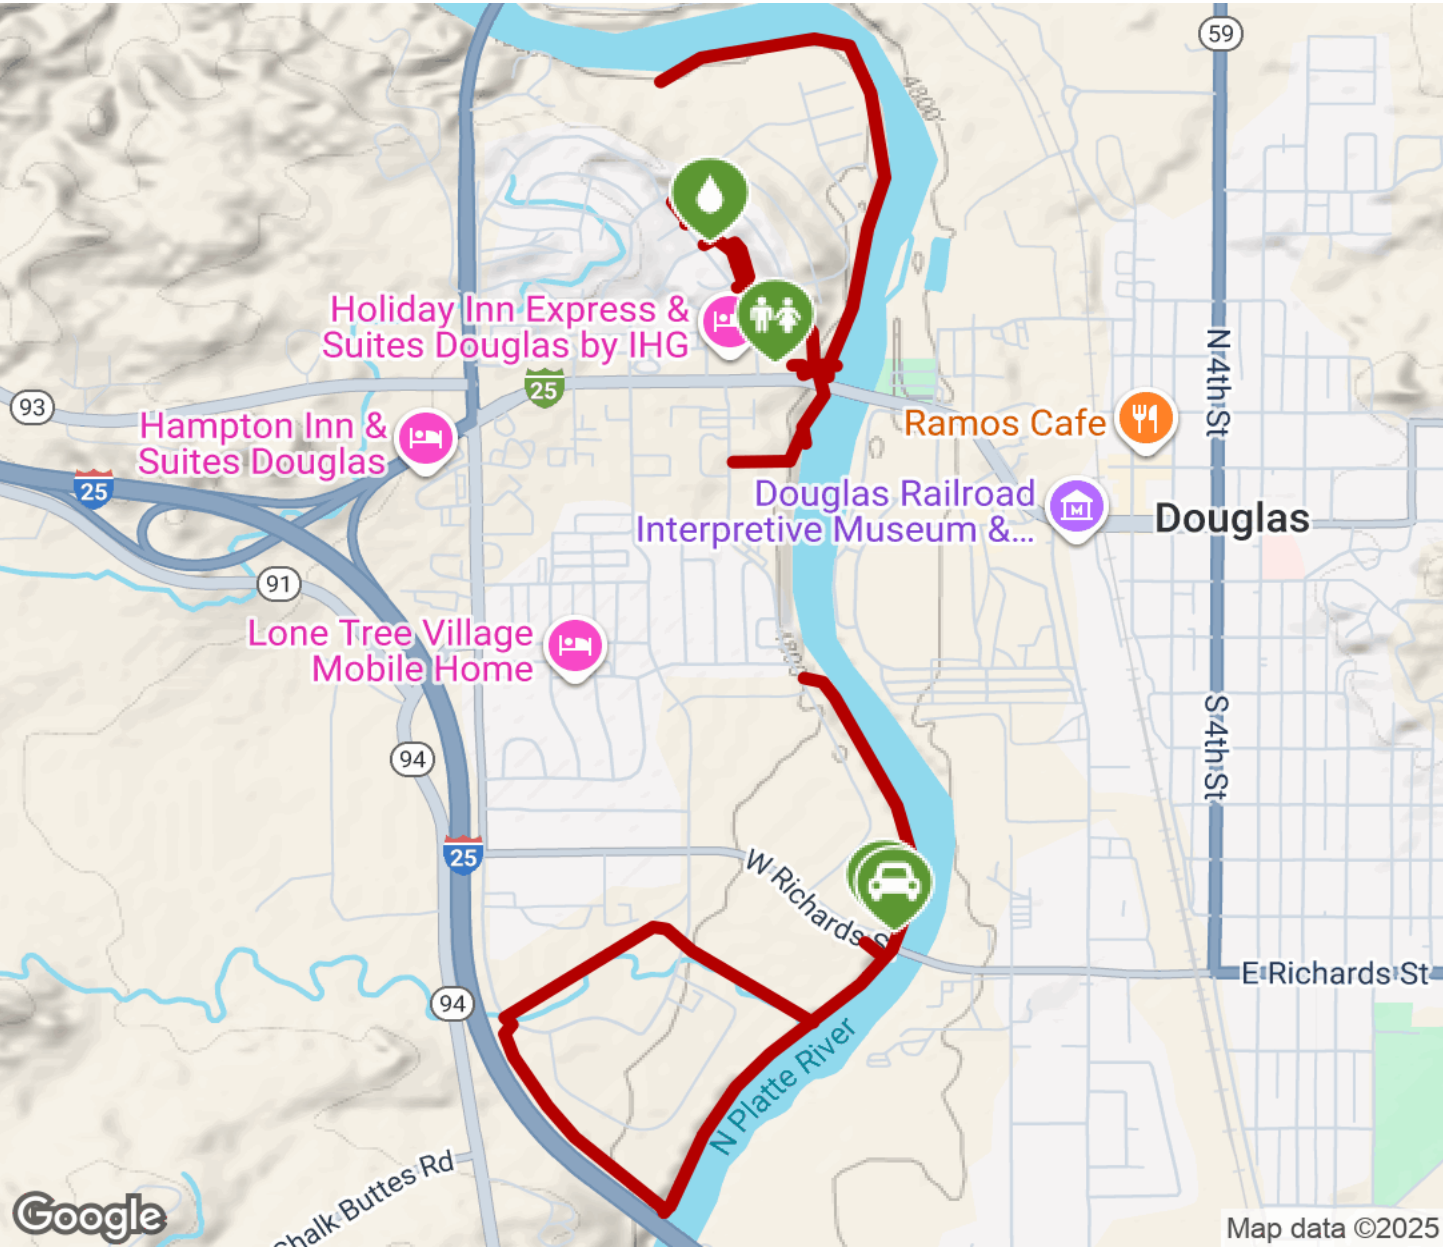 59
4800'
Holiday Inn Express &
Suites Douglas by IHG
N 4th St
25
93
Hampton Inn &
Suites Douglas
Ramos Cafe
25
Douglas Railroad
Interpretive Museum &...
Douglas
91
Lone Tree Village
Mobile Home
4800
S 4th St
94
25
W Richards S
E Richards St
94
N Platte River
Chalk Buttes Rd
Google
Map data ©2025